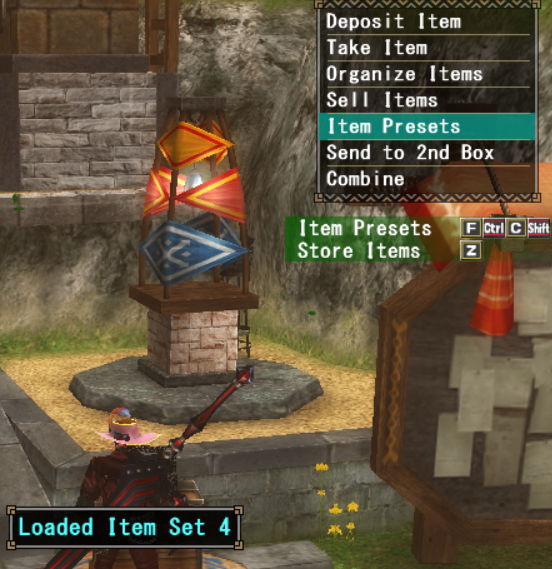 Deposit Item
Take Item
Organize Items
Sell Items
Item Presets
Send to 2nd Box
Combine
Item Presets F Ctrl C Shift
Store Items Z
Loaded Item Set 4